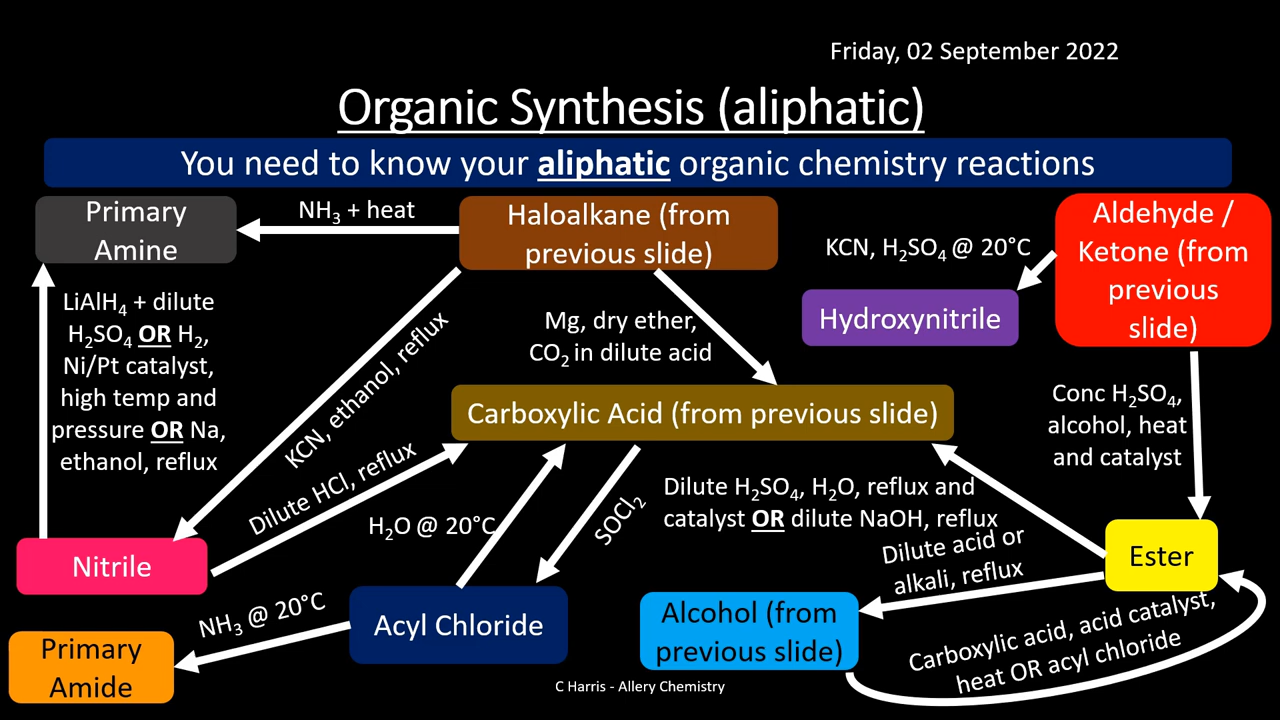 Friday, 02 September 2022
Organic Synthesis (aliphatic)
You need to know your aliphatic organic chemistry reactions
Primary
Amine
NH₃ + heat
Haloalkane (from
previous slide)
Aldehyde /
Ketone (from
previous
slide)
KCN, H₂SO₄ @ 20°C
Hydroxynitrile
LiAlH₄ + dilute
H₂SO₄ OR H₂,
Ni/Pt catalyst,
high temp and
pressure OR Na,
ethanol, reflux
KCN, ethanol, reflux
Mg, dry ether,
CO₂ in dilute acid
Carboxylic Acid (from previous slide)
Conc H₂SO₄,
alcohol, heat
and catalyst
Dilute HCl, reflux
H₂O @ 20°C
SOCl₂
Dilute H₂SO₄, H₂O, reflux and
catalyst OR dilute NaOH, reflux
Dilute acid or
alkali, reflux
Nitrile
Ester
NH₃ @ 20°C
Acyl Chloride
Alcohol (from
previous slide)
Carboxylic acid, acid catalyst,
heat OR acyl chloride
Primary
Amide
C Harris - Allery Chemistry